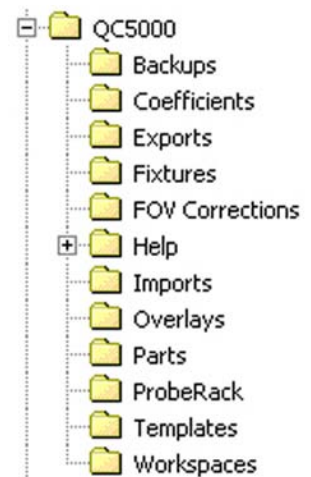 QC5000
Backups
Coefficients
Exports
Fixtures
FOV Corrections
Help
Imports
Overlays
Parts
ProbeRack
Templates
Workspaces